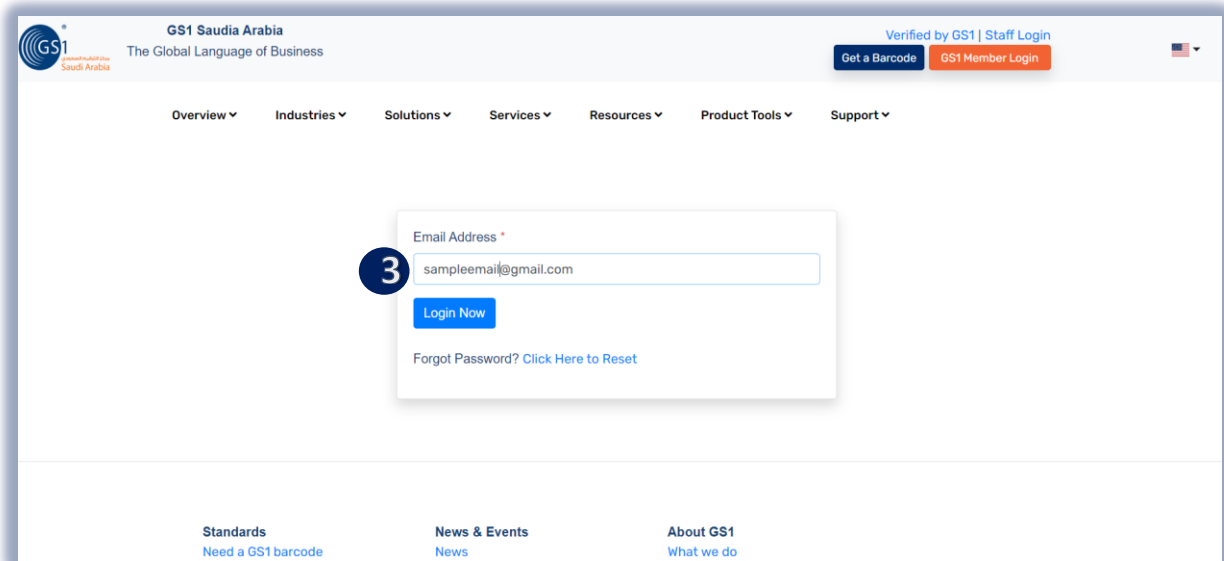 GS1 Saudia Arabia
The Global Language of Business
GS1
Saudi Arabia
Verified by GS1 | Staff Login
Get a Barcode
GS1 Member Login
Overview
Industries
Solutions
Services
Resources
Product Tools
Support
Email Address *
3
sampleemail@gmail.com
Login Now
Forgot Password? Click Here to Reset
Standards
News & Events
About GS1
Need a GS1 barcode
News
What we do